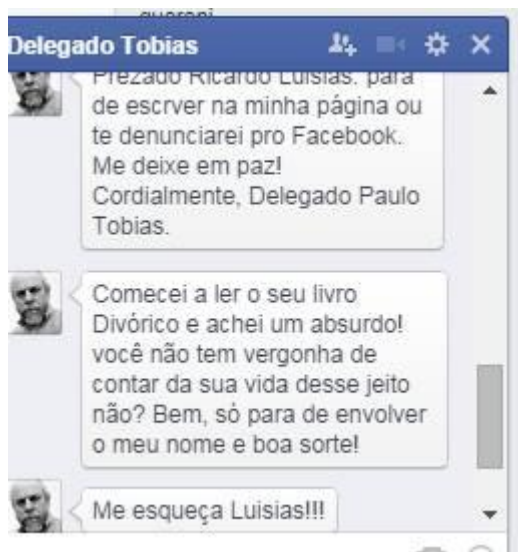 guarani
Delegado Tobias
Prezado Ricardo Luisias: para
de escrver na minha página ou
te denunciarei pro Facebook.
Me deixe em paz!
Cordialmente, Delegado Paulo
Tobias.
Comecei a ler o seu livro
Divórico e achei um absurdo!
você não tem vergonha de
contar da sua vida desse jeito
não? Bem, só para de envolver
o meu nome e boa sorte!
Me esqueça Luisias!!!